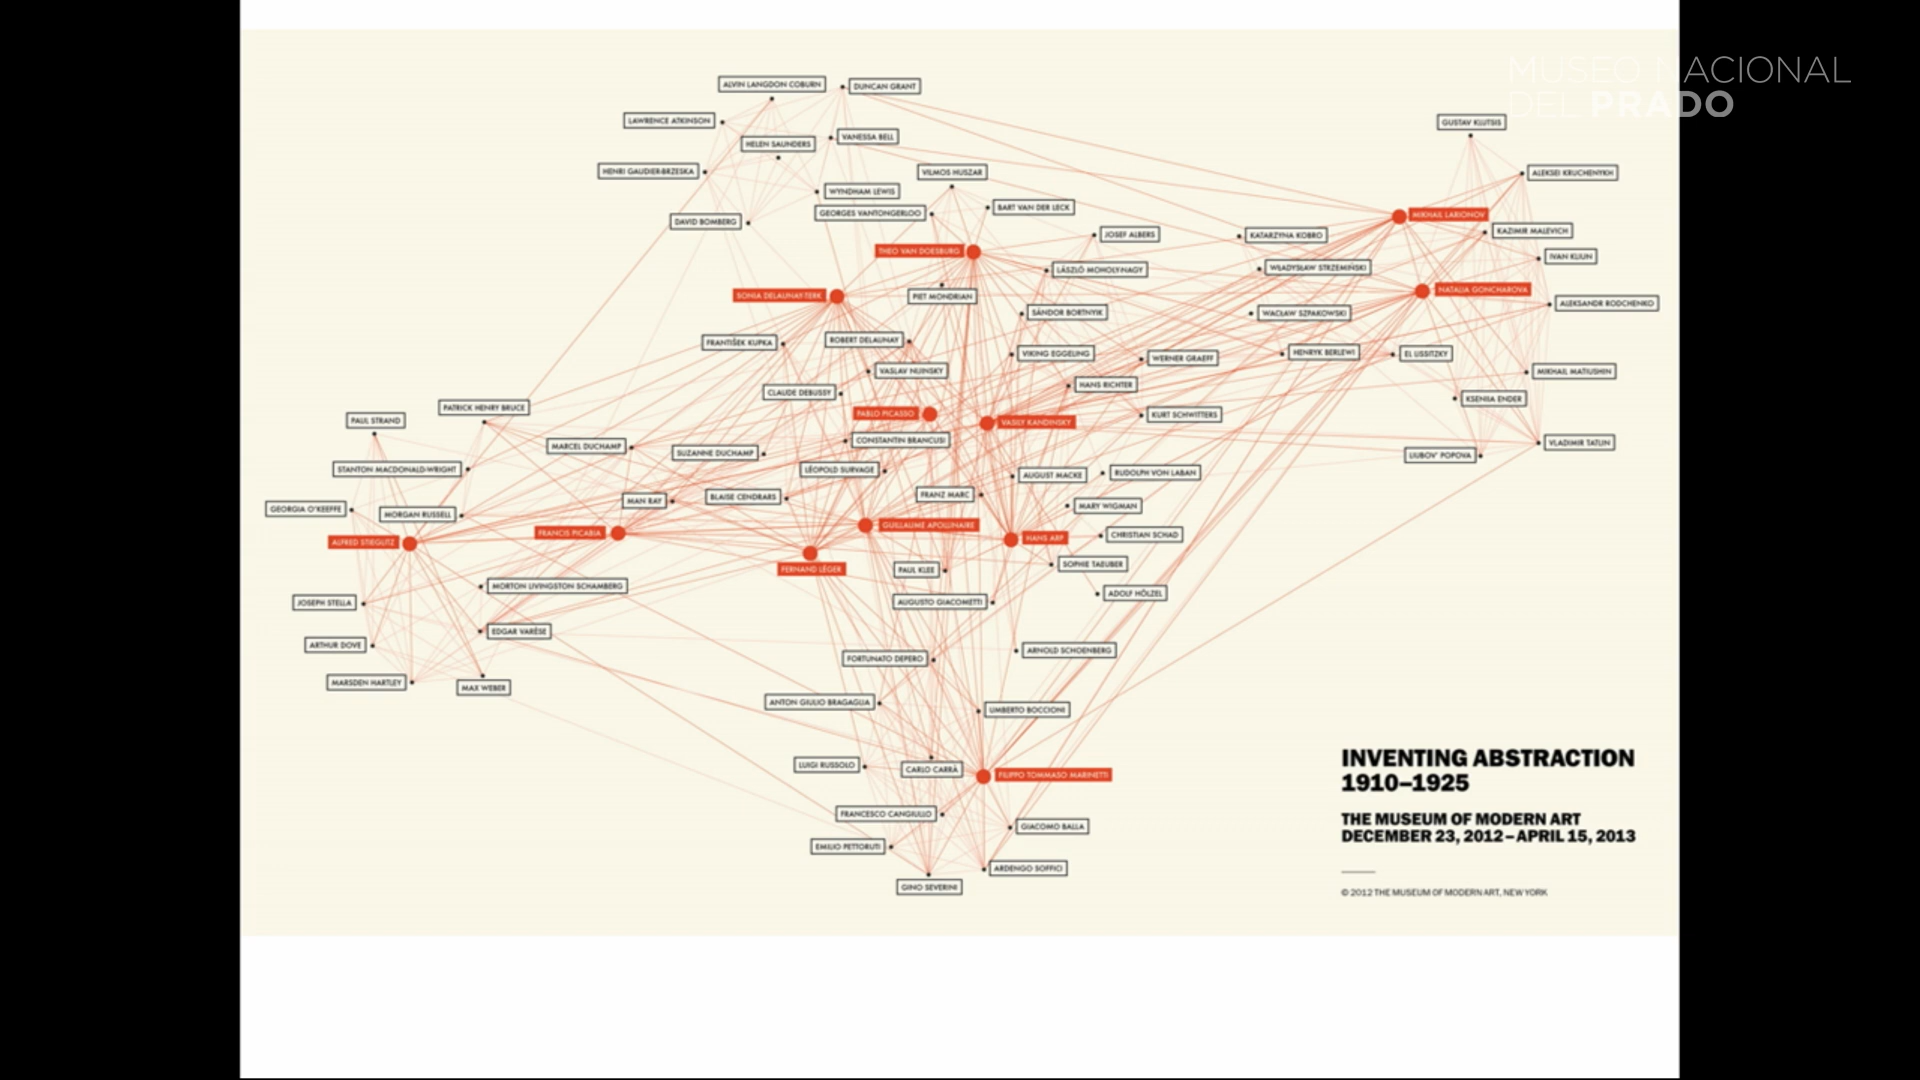 MUSEO NACIONAL
DEL PRADO
ALVIN LANGDON COBURN
DUNCAN GRANT
LAWRENCE ATKINSON
GUSTAV KLUTSIS
VANESSA BELL
HELEN SAUNDERS
HENRI GAUDIER-BRZESKA
VILMOS HUSZAR
ALEKSEI KRUCHENYKH
WYNDHAM LEWIS
GEORGES VANTONGERLOO
BART VAN DER LECK
MIKHAIL LARIONOV
DAVID BOMBERG
KAZIMIR MALEVICH
JOSEF ALBERS
KATARZYNA KOBRO
THEO VAN DOESBURG
IVAN KLIUN
LÁSZLÓ MOHOLY-NAGY
WŁADYSŁAW STRZEMIŃSKI
NATALIA GONCHAROVA
SONIA DELAUNAY-TERK
PIET MONDRIAN
ALEKSANDR RODCHENKO
SÁNDOR BORTNYIK
WACŁAW SZPAKOWSKI
FRANTIŠEK KUPKA
ROBERT DELAUNAY
VIKING EGGELING
WERNER GRAEFF
HENRYK BERLEWI
EL LISSITZKY
VASLAV NIJINSKY
MIKHAIL MATIUSHIN
HANS RICHTER
CLAUDE DEBUSSY
KSENIIA ENDER
PATRICK HENRY BRUCE
PABLO PICASSO
KURT SCHWITTERS
PAUL STRAND
VASILY KANDINSKY
CONSTANTIN BRANCUSI
VLADIMIR TATLIN
MARCEL DUCHAMP
SUZANNE DUCHAMP
LIUBOV' POPOVA
STANTON MACDONALD-WRIGHT
LÉOPOLD SURVAGE
AUGUST MACKE
RUDOLPH VON LABAN
FRANZ MARC
BLAISE CENDRARS
MAN RAY
GEORGIA O'KEEFFE
MORGAN RUSSELL
MARY WIGMAN
GUILLAUME APOLLINAIRE
FRANCIS PICABIA
HANS ARP
CHRISTIAN SCHAD
ALFRED STIEGLITZ
FERNAND LÉGER
PAUL KLEE
SOPHIE TAEUBER
MORTON LIVINGSTON SCHAMBERG
ADOLF HÖLZEL
JOSEPH STELLA
AUGUSTO GIACOMETTI
EDGAR VARÈSE
ARTHUR DOVE
ARNOLD SCHOENBERG
FORTUNATO DEPERO
MARSDEN HARTLEY
MAX WEBER
ANTON GIULIO BRAGAGLIA
UMBERTO BOCCIONI
LUIGI RUSSOLO
CARLO CARRÀ
FILIPPO TOMMASO MARINETTI
FRANCESCO CANGIULLO
GIACOMO BALLA
EMILIO PETTORUTI
ARDENGO SOFFICI
GINO SEVERINI
INVENTING ABSTRACTION
1910–1925
THE MUSEUM OF MODERN ART
DECEMBER 23, 2012–APRIL 15, 2013
© 2012 THE MUSEUM OF MODERN ART, NEW YORK